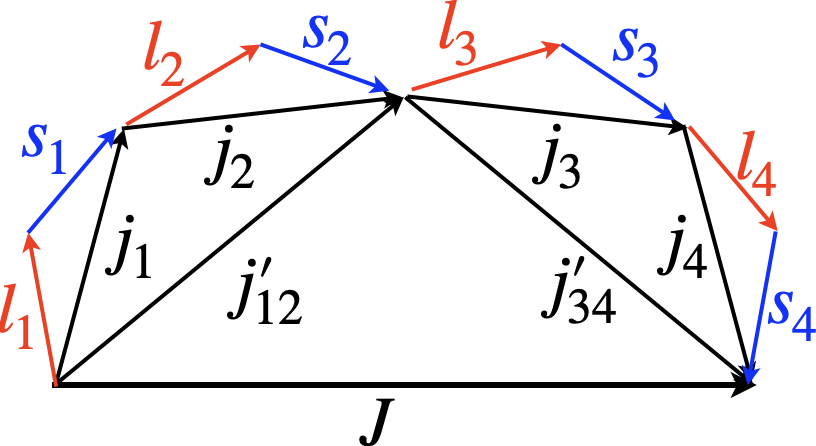 l₂ s₂ l₃ s₃
s₁ j₂ j₃ l₄
j₁ j′₁₂ j′₃₄ j₄
l₁ s₄
J